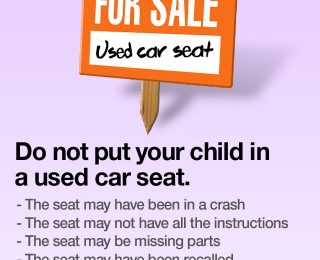 FOR SALE
Used car seat
Do not put your child in
a used car seat.
- The seat may have been in a crash
- The seat may not have all the instructions
- The seat may be missing parts
- The seat may have been recalled